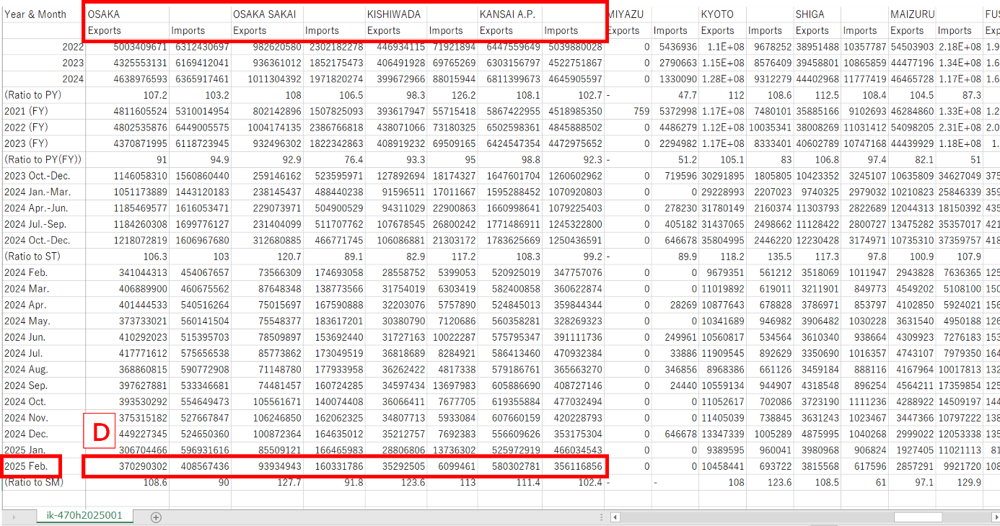 Year & Month OSAKA OSAKA SAKAI KISHIWADA KANSAI A.P. MIYAZU KYOTO SHIGA MAIZURU FUS
Exports Imports Exports Imports Exports Imports Exports Imports Exports Imports Exports Imports Exports Imports Exports Imports Exp
2022 5003409671 6312430697 982620580 2302182278 446934115 71921894 6447559649 5039880028 0 5436936 1.1E+08 9678252 38951488 10357787 54503903 2.18E+08 1.9
2023 4325553131 6169412041 936361012 1852175473 406491928 69765269 6303156797 4522751867 0 2790663 1.15E+08 8576409 39458801 10865859 44477196 1.34E+08 1.6
2024 4638976593 6365917461 1011304392 1971820274 399672966 88015944 6811399673 4645905597 0 1330090 1.28E+08 9312279 44402968 11777419 46465728 1.17E+08 1.6
(Ratio to PY) 107.2 103.2 108 106.5 98.3 126.2 108.1 102.7 - 47.7 112 108.6 112.5 108.4 104.5 87.3
2021 (FY) 4811605524 5310014954 802142896 1507825093 393617947 55715418 5867422955 4518985350 759 5372998 1.17E+08 7480101 35885166 9102693 46284860 1.33E+08 1.2
2022 (FY) 4802535876 6449005575 1004174135 2386766818 438071066 73180325 6502598361 4845888502 0 4486279 1.12E+08 10035341 38008269 11031412 54098205 2.31E+08 2.0
2023 (FY) 4370871995 6118723945 932496302 1822342863 408919232 69509165 6424547354 4472975652 0 2294982 1.17E+08 8333401 40602789 10747168 44439929 1.18E+08 1.
(Ratio to PY(FY)) 91 94.9 92.9 76.4 93.3 95 98.8 92.3 - 51.2 105.1 83 106.8 97.4 82.1 51
2023 Oct.-Dec. 1146058310 1560860440 259146162 523595971 127892694 18174327 1647601704 1260602962 0 719596 30291895 1805805 10423352 3245107 10635809 34627049 375
2024 Jan.-Mar. 1051173889 1443120183 238145437 488440238 91596511 17011667 1595288452 1070920803 0 0 29228993 2207023 9740325 2979032 10210823 25846339 359
2024 Apr.-Jun. 1185469577 1616053471 229073971 504900529 94311029 22900863 1660998641 1079225403 0 278230 31780149 2160374 11303793 2822689 12044313 18150392 435
2024 Jul.-Sep. 1184260308 1699776127 231404099 511707762 107678545 26800242 1771486911 1245322800 0 405182 31437065 2498662 11128422 2800727 13475282 35357017 421
2024 Oct.-Dec. 1218072819 1606967680 312680885 466771745 106086881 21303172 1783625669 1250436591 0 646678 35804995 2446220 12230428 3174971 10735310 37359757 418
(Ratio to ST) 106.3 103 120.7 89.1 82.9 117.2 108.3 99.2 - 89.9 118.2 135.5 117.3 97.8 100.9 107.9
2024 Feb. 341044313 454067657 73566309 174693058 28558752 5399053 520925019 347757076 0 0 9679351 561212 3518069 1011947 2943828 7636365 125
2024 Mar. 406889900 460675562 87648348 138773566 31754019 6303419 582400858 360622874 0 0 11019892 619011 3211901 849773 4549202 5108100 150
2024 Apr. 401444533 540516264 75015697 167590888 32203076 5757890 524845013 359844344 0 28269 10877643 678828 3786971 853797 4102850 5924021 156
2024 May. 373733021 560141504 75548377 183617201 30380790 7120686 560358281 328269323 0 0 10341689 946982 3906482 1030228 3631540 4950188 126
2024 Jun. 410292023 515395703 78509897 153692440 31727163 10022287 575795347 391111736 0 249961 10560817 534564 3610340 938664 4309923 7276183 153
2024 Jul. 417771612 575656538 85773862 173049519 36818689 8284921 586413460 470932384 0 33886 11909545 892629 3350690 1016357 4743107 7979350 164
2024 Aug. 368860815 590772908 71148780 177933958 36262422 4817338 579186761 365663270 0 346856 8968386 661126 3459184 888116 4167964 10017813 132
2024 Sep. 397627881 533346681 74481457 160724285 34597434 13697983 605886690 408727146 0 24440 10559134 944907 4318548 896254 4564211 17359854 125
2024 Oct. 393530292 554649473 105561671 140074408 36066411 7677705 619355884 477032494 0 0 11052617 702086 3723190 1111236 4288922 14509197 144
2024 Nov. 375315182 527667847 106246850 162062325 34807713 5933084 607660159 420228793 0 0 11405039 738845 3631243 1023467 3447366 10797222 138
D
2024 Dec. 449227345 524650360 100872364 164635012 35212757 7692383 556609626 353175304 0 646678 13347339 1005289 4875995 1040268 2999022 12053338 135
2025 Jan. 306704466 596931616 85509121 166465983 28806806 13736302 525972919 466034543 0 0 9389595 960041 3980968 906824 1927405 11021113 81
2025 Feb. 370290302 408567436 93934943 160331786 35292505 6099461 580302781 356116856 0 0 10458441 693722 3815568 617596 2857291 9921720 108
(Ratio to SM) 108.6 90 127.7 91.8 123.6 113 111.4 102.4 - - 108 123.6 108.5 61 97.1 129.9
ik-470h2025001